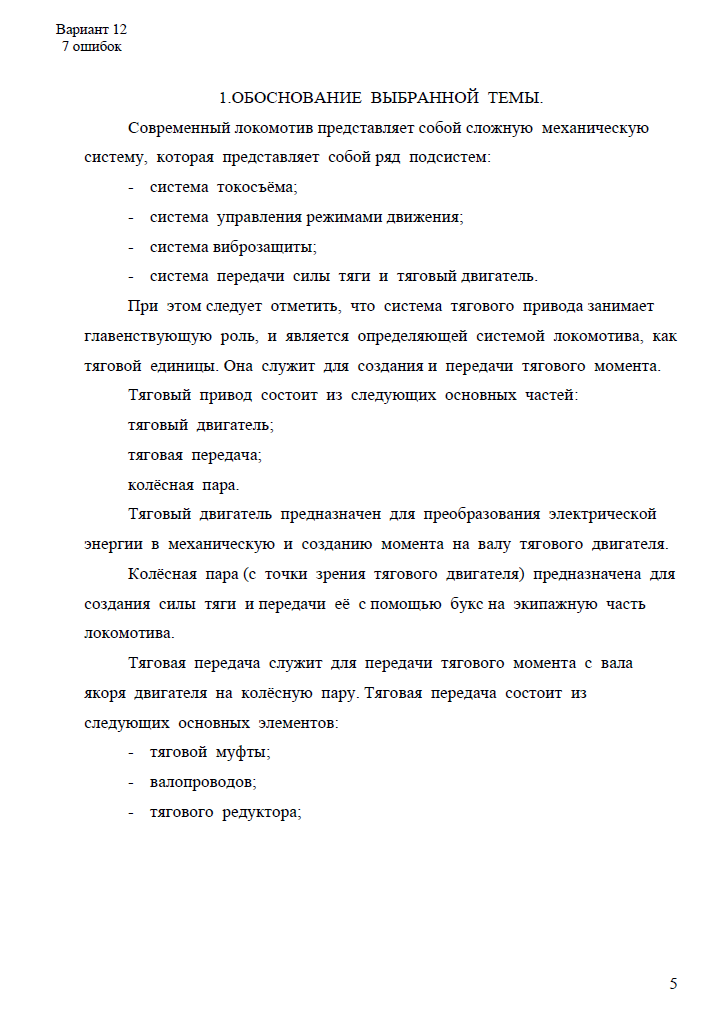 Вариант 12
7 ошибок
1.ОБОСНОВАНИЕ ВЫБРАННОЙ ТЕМЫ.
Современный локомотив представляет собой сложную механическую
систему, которая представляет собой ряд подсистем:
- система токосъёма;
- система управления режимами движения;
- система виброзащиты;
- система передачи силы тяги и тяговый двигатель.
При этом следует отметить, что система тягового привода занимает
главенствующую роль, и является определяющей системой локомотива, как
тяговой единицы. Она служит для создания и передачи тягового момента.
Тяговый привод состоит из следующих основных частей:
тяговый двигатель;
тяговая передача;
колёсная пара.
Тяговый двигатель предназначен для преобразования электрической
энергии в механическую и созданию момента на валу тягового двигателя.
Колёсная пара (с точки зрения тягового двигателя) предназначена для
создания силы тяги и передачи её с помощью букс на экипажную часть
локомотива.
Тяговая передача служит для передачи тягового момента с вала
якоря двигателя на колёсную пару. Тяговая передача состоит из
следующих основных элементов:
- тяговой муфты;
- валопроводов;
- тягового редуктора;
5